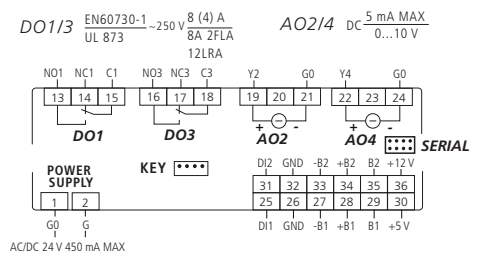 DO1/3 EN60730-1 ~250 V 8 (4) A AO2/4 DC 5 mA MAX
UL 873 8A 2FLA 0...10 V
12LRA
NO1 NC1 C1 NO3 NC3 C3 Y2 G0 Y4 G0
13 14 15 16 17 18 19 20 21 22 23 24
+ - + -
DO1 DO3 AO2 AO4 SERIAL
KEY
DI2 GND -B2 +B2 B2 +12 V
POWER SUPPLY
31 32 33 34 35 36
1 2 25 26 27 28 29 30
G0 G DI1 GND -B1 +B1 B1 +5 V
AC/DC 24 V 450 mA MAX